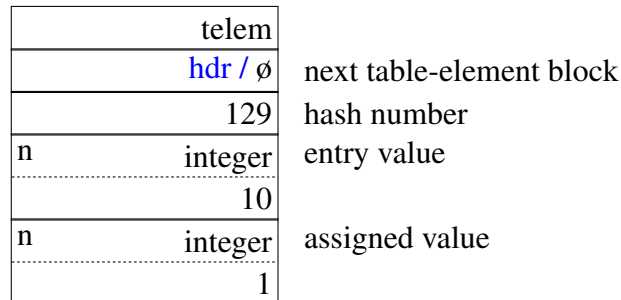 telem
hdr / ø next table-element block
129 hash number
n integer entry value
10
n integer assigned value
1